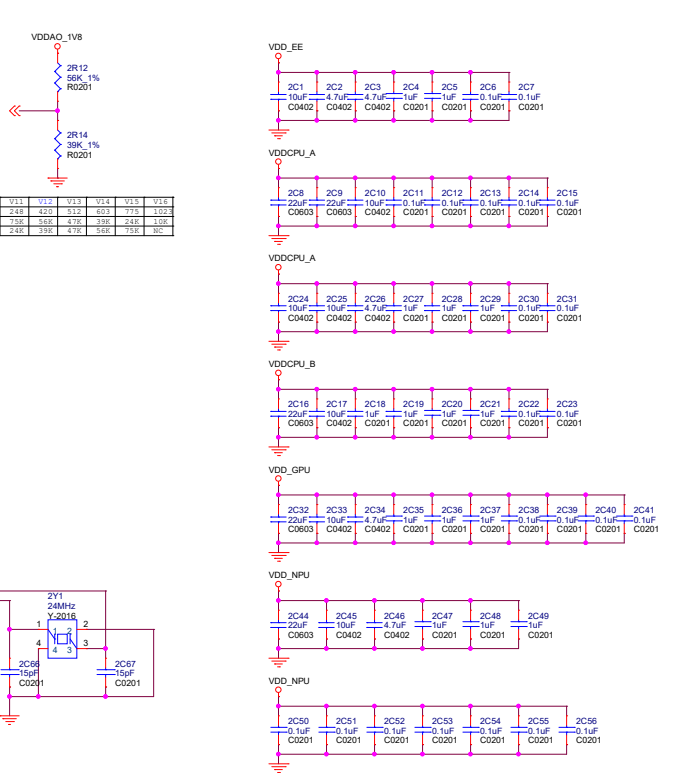 VDDAO_1V8
2R12
56K_1%
R0201
2R14
39K_1%
R0201
V11 V12 V13 V14 V15 V16
248 420 512 603 775 1023
75K 56K 47K 39K 24K 10K
24K 39K 47K 56K 75K NC
VDD_EE
2C1 2C2 2C3 2C4 2C5 2C6 2C7
10uF 4.7uF 4.7uF 1uF 1uF 0.1uF 0.1uF
C0402 C0402 C0402 C0201 C0201 C0201 C0201
VDDCPU_A
2C8 2C9 2C10 2C11 2C12 2C13 2C14 2C15
22uF 22uF 10uF 0.1uF 0.1uF 0.1uF 0.1uF 0.1uF
C0603 C0603 C0402 C0201 C0201 C0201 C0201 C0201
VDDCPU_A
2C24 2C25 2C26 2C27 2C28 2C29 2C30 2C31
10uF 10uF 4.7uF 1uF 1uF 1uF 0.1uF 0.1uF
C0402 C0402 C0402 C0201 C0201 C0201 C0201 C0201
VDDCPU_B
2C16 2C17 2C18 2C19 2C20 2C21 2C22 2C23
22uF 10uF 1uF 1uF 1uF 1uF 0.1uF 0.1uF
C0603 C0402 C0201 C0201 C0201 C0201 C0201 C0201
VDD_GPU
2C32 2C33 2C34 2C35 2C36 2C37 2C38 2C39 2C40 2C41
22uF 10uF 4.7uF 1uF 1uF 1uF 0.1uF 0.1uF 0.1uF 0.1uF
C0603 C0402 C0402 C0201 C0201 C0201 C0201 C0201 C0201 C0201
VDD_NPU
2C44 2C45 2C46 2C47 2C48 2C49
22uF 10uF 4.7uF 1uF 1uF 1uF
C0603 C0402 C0402 C0201 C0201 C0201
VDD_NPU
2C50 2C51 2C52 2C53 2C54 2C55 2C56
0.1uF 0.1uF 0.1uF 0.1uF 0.1uF 0.1uF 0.1uF
C0201 C0201 C0201 C0201 C0201 C0201 C0201
2Y1
24MHz
Y-2016
1 1 2 2
4 4 3 3
2C66 2C67
15pF 15pF
C0201 C0201